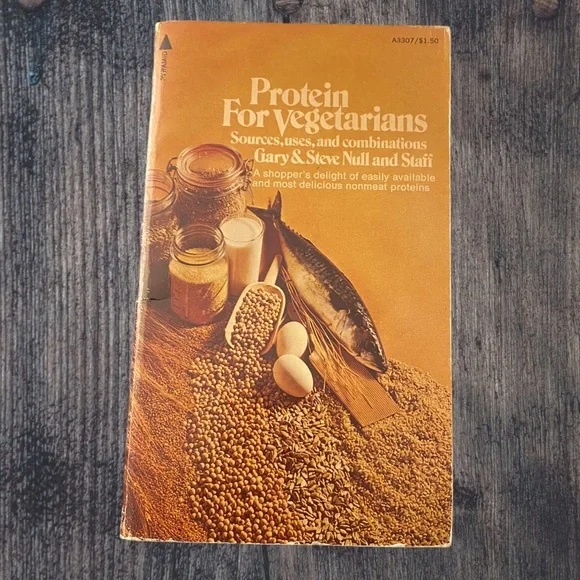 PYRAMID
A3307/$1.50
Protein
For Vegetarians
Sources, uses, and combinations
Gary & Steve Null and Staff
A shopper's delight of easily available
and most delicious nonmeat proteins